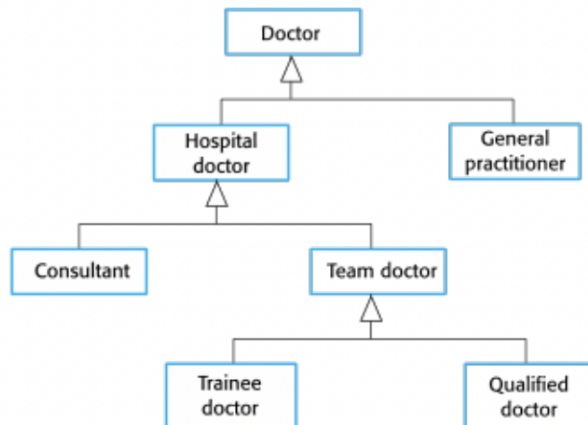 Doctor
Hospital
doctor
General
practitioner
Consultant
Team doctor
Trainee
doctor
Qualified
doctor